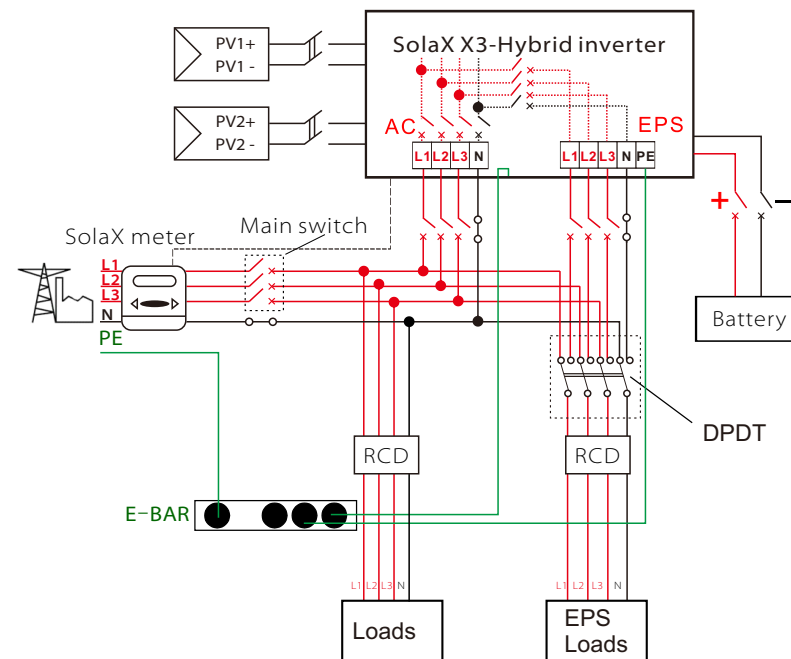 PV1+
PV1 -
PV2+
PV2 -
SolaX X3-Hybrid inverter
AC
EPS
L1 L2 L3 N
L1 L2 L3 N PE
+ −
Battery
SolaX meter
Main switch
L1
L2
L3
N
PE
DPDT
RCD
RCD
E-BAR
L1 L2 L3 N
L1 L2 L3 N
Loads
EPS
Loads